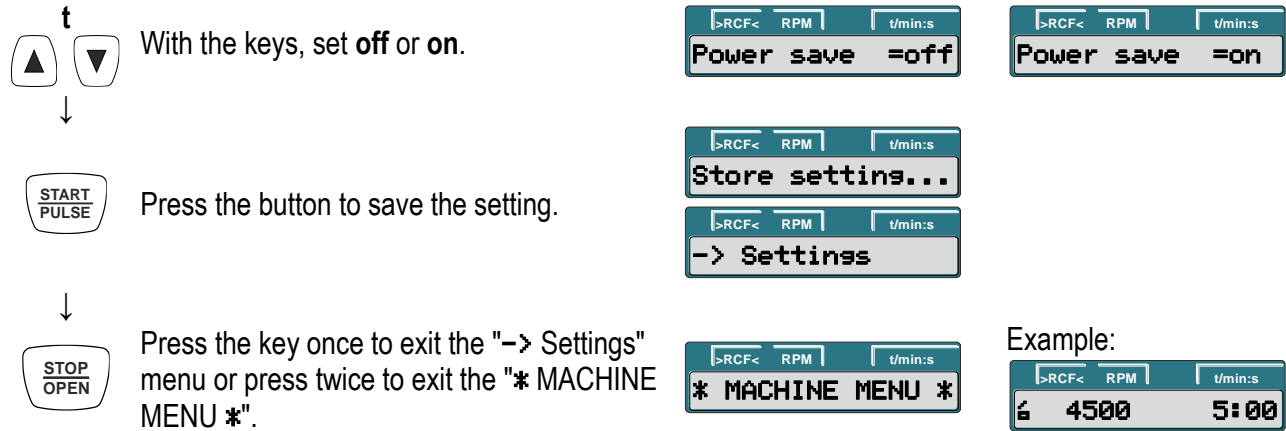 t
▲ ▼
With the keys, set off or on.
>RCF< RPM t/min:s
Power save =off
>RCF< RPM t/min:s
Power save =on
↓
START
PULSE
Press the button to save the setting.
>RCF< RPM t/min:s
Store setting...
>RCF< RPM t/min:s
-> Settings
↓
STOP
OPEN
Press the key once to exit the "-> Settings"
menu or press twice to exit the "* MACHINE
MENU *".
>RCF< RPM t/min:s
* MACHINE MENU *
Example:
>RCF< RPM t/min:s
4500 5:00